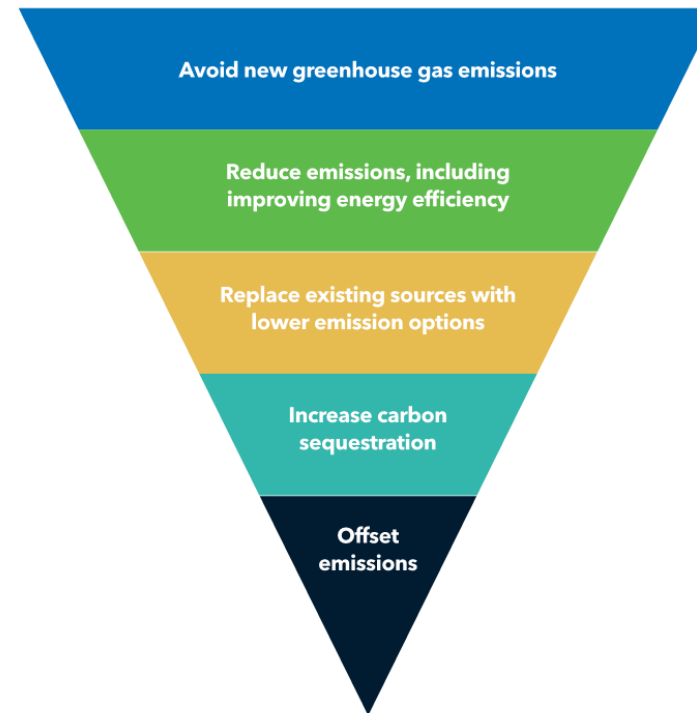 Avoid new greenhouse gas emissions
Reduce emissions, including
improving energy efficiency
Replace existing sources with
lower emission options
Increase carbon
sequestration
Offset
emissions